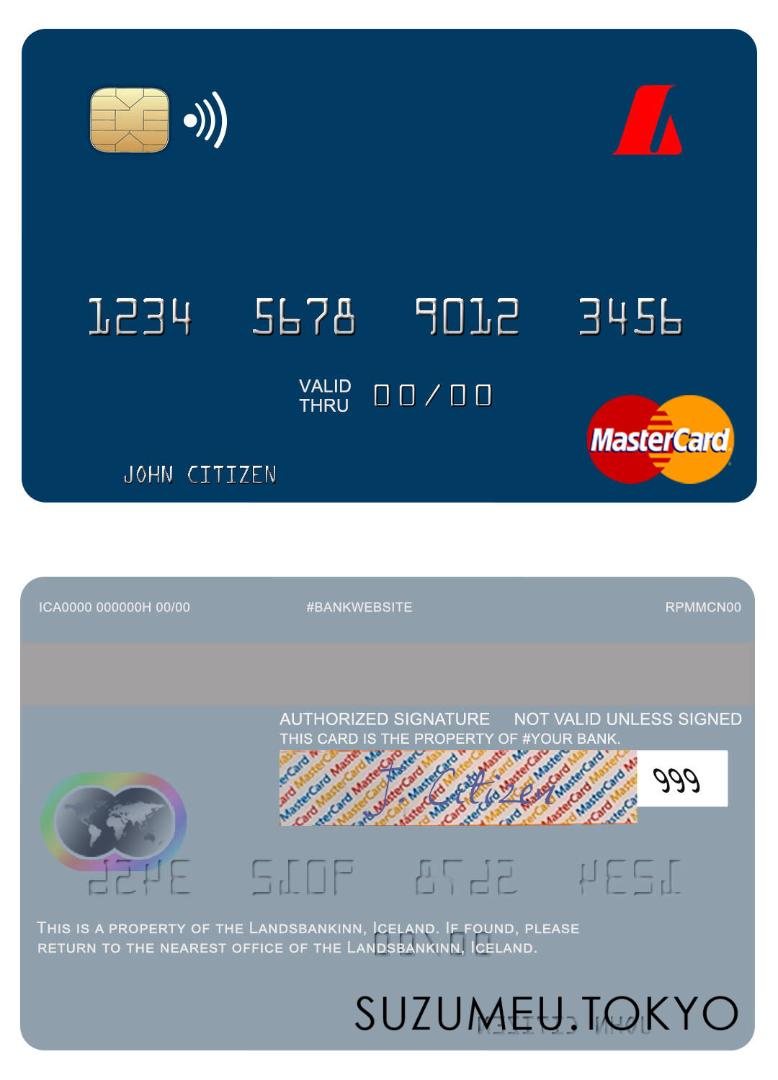 1234 5678 9012 3456
VALID THRU 00/00
MasterCard
JOHN CITIZEN
ICA0000 000000H 00/00 #BANKWEBSITE RPMMCN00
AUTHORIZED SIGNATURE NOT VALID UNLESS SIGNED
THIS CARD IS THE PROPERTY OF #YOUR BANK.
J. Citizen 999
THIS IS A PROPERTY OF THE LANDSBANKINN, ICELAND. IF FOUND, PLEASE
RETURN TO THE NEAREST OFFICE OF THE LANDSBANKINN, ICELAND.
SUZUMEU.TOKYO